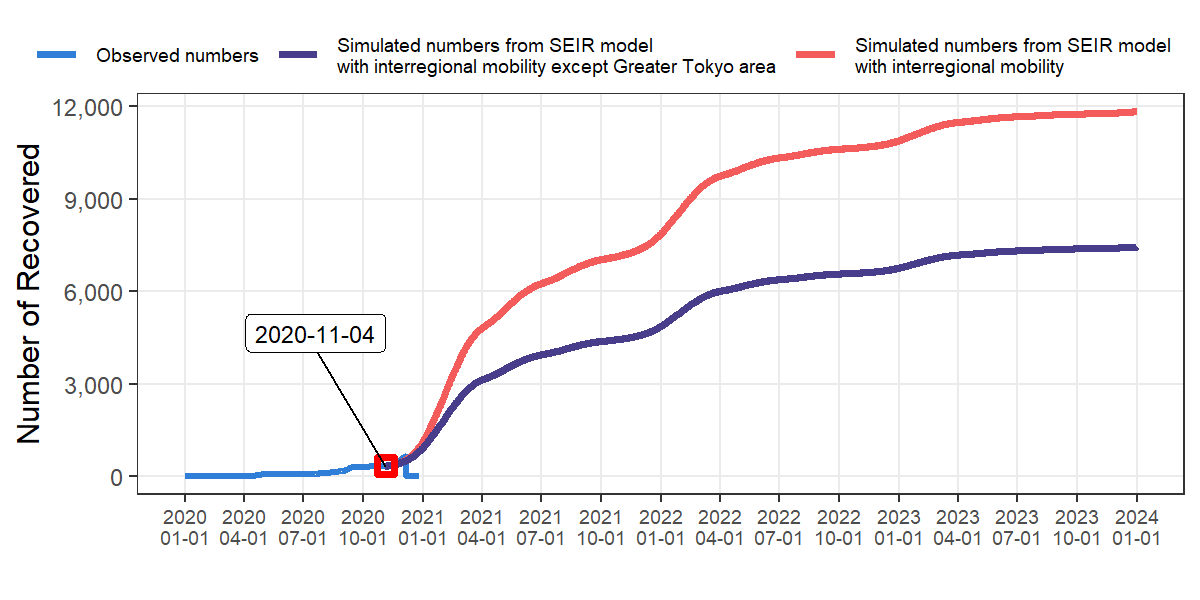 Observed numbers
Simulated numbers from SEIR model
with interregional mobility except Greater Tokyo area
Simulated numbers from SEIR model
with interregional mobility
Number of Recovered
12,000
9,000
6,000
3,000
0
2020-11-04
2020 2020 2020 2020 2021 2021 2021 2021 2022 2022 2022 2022 2023 2023 2023 2023 2024
01-01 04-01 07-01 10-01 01-01 04-01 07-01 10-01 01-01 04-01 07-01 10-01 01-01 04-01 07-01 10-01 01-01